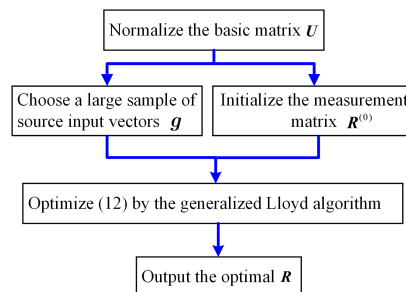 Normalize the basic matrix U
Choose a large sample of
source input vectors g
Initialize the measurement
matrix R⁽⁰⁾
Optimize (12) by the generalized Lloyd algorithm
Output the optimal R